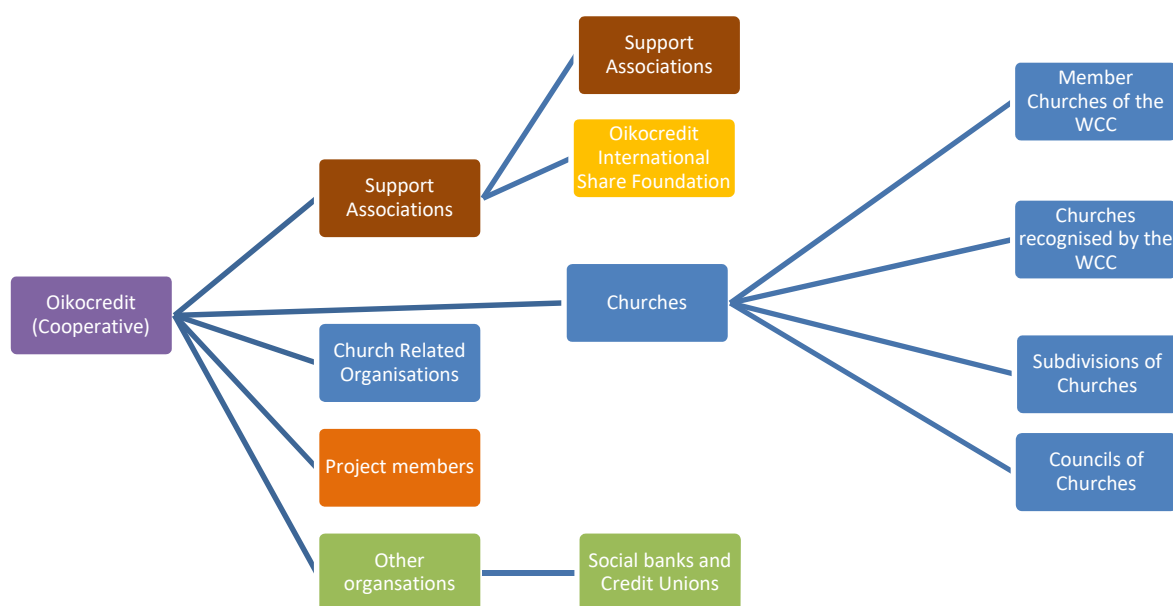 Support
Associations
Member
Churches of the
WCC
Oikocredit
International
Share Foundation
Support
Associations
Churches
recognised by the
WCC
Oikocredit
(Cooperative)
Churches
Church Related
Organisations
Subdivisions of
Churches
Project members
Councils of
Churches
Other
organsations
Social banks and
Credit Unions